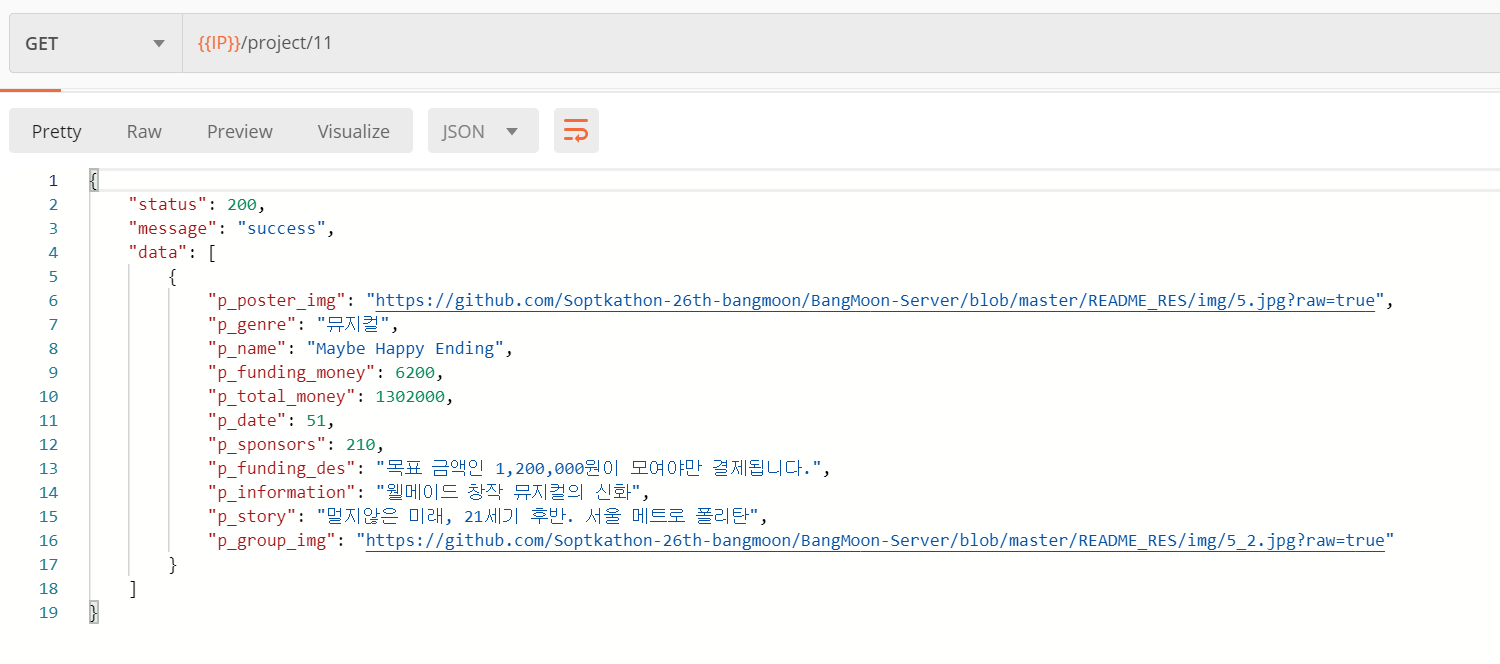 GET {{IP}}/project/11
Pretty Raw Preview Visualize JSON
1 {
2 "status": 200,
3 "message": "success",
4 "data": [
5 {
6 "p_poster_img": "https://github.com/Soptkathon-26th-bangmoon/BangMoon-Server/blob/master/README_RES/img/5.jpg?raw=true",
7 "p_genre": "뮤지컬",
8 "p_name": "Maybe Happy Ending",
9 "p_funding_money": 6200,
10 "p_total_money": 1302000,
11 "p_date": 51,
12 "p_sponsors": 210,
13 "p_funding_des": "목표 금액인 1,200,000원이 모여야만 결제됩니다.",
14 "p_information": "웰메이드 창작 뮤지컬의 신화",
15 "p_story": "멀지않은 미래, 21세기 후반. 서울 메트로 폴리탄",
16 "p_group_img": "https://github.com/Soptkathon-26th-bangmoon/BangMoon-Server/blob/master/README_RES/img/5_2.jpg?raw=true"
17 }
18 ]
19 }